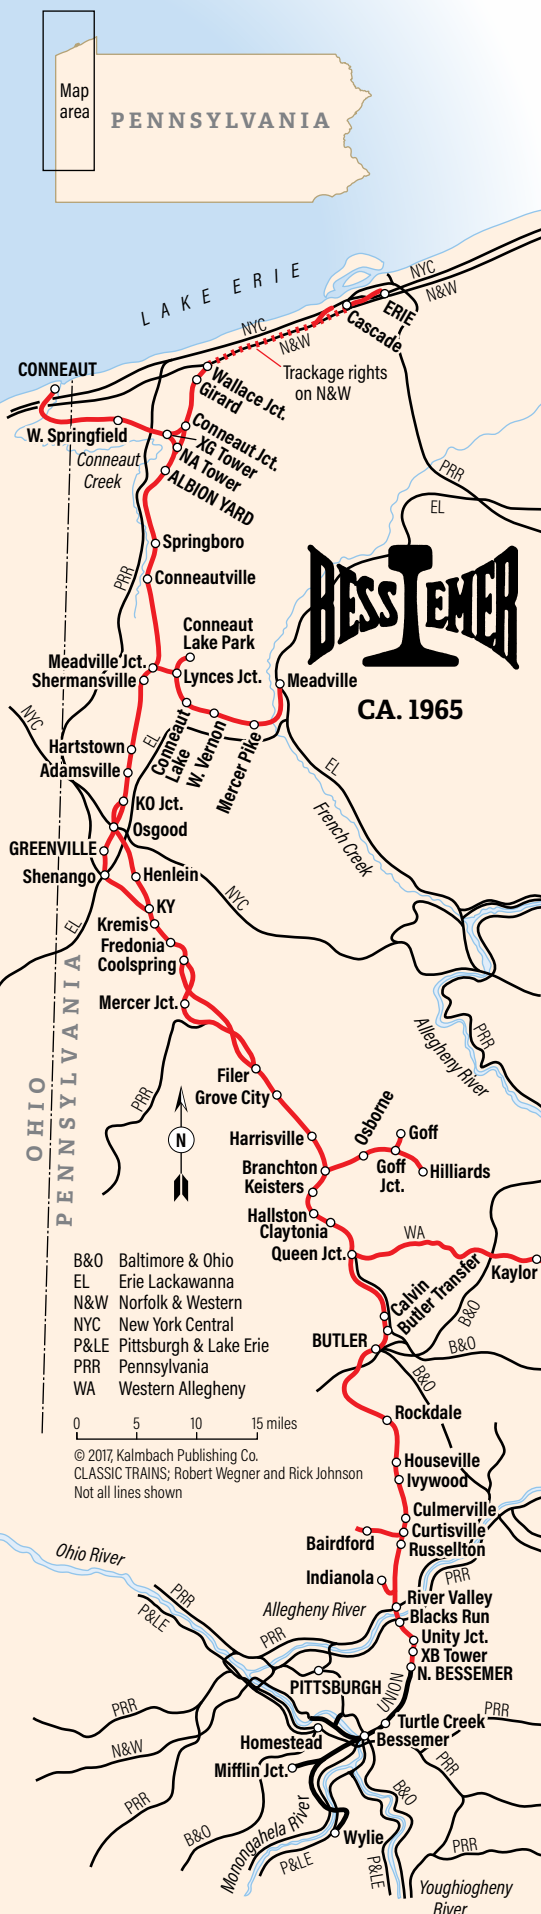 Map
area
PENNSYLVANIA
LAKE ERIE
NYC
N&W
ERIE
Cascade
NYC
N&W
Trackage rights
on N&W
CONNEAUT
Wallace Jct.
Girard
W. Springfield
Conneaut Jct.
XG Tower
NA Tower
ALBION YARD
Conneaut
Creek
PRR
EL
Springboro
Conneautville
PRR
BESSEMER
CA. 1965
Conneaut
Lake Park
Meadville Jct.
Shermansville
Lynces Jct.
Meadville
NYC
EL
Conneaut
Lake
W. Vernon
Mercer Pike
Hartstown
Adamsville
EL
French Creek
KO Jct.
Osgood
GREENVILLE
Shenango
Henlein
NYC
KY
EL
Kremis
Fredonia
Coolspring
Mercer Jct.
Allegheny River
PRR
OHIO
PENNSYLVANIA
PRR
Filer
Grove City
N
Harrisville
Osborne
Goff
Branchton
Keisters
Goff
Jct.
Hilliards
Hallston
Claytonia
Queen Jct.
WA
Kaylor
B&O Baltimore & Ohio
EL Erie Lackawanna
N&W Norfolk & Western
NYC New York Central
P&LE Pittsburgh & Lake Erie
PRR Pennsylvania
WA Western Allegheny
Calvin
Butler Transfer
B&O
BUTLER
B&O
B&O
0 5 10 15 miles
© 2017, Kalmbach Publishing Co.
CLASSIC TRAINS; Robert Wegner and Rick Johnson
Not all lines shown
Rockdale
Houseville
Ivywood
Culmerville
Curtisville
Bairdford
Russellton
Ohio River
Indianola
PRR
River Valley
Allegheny River
Blacks Run
PRR
P&LE
PRR
Unity Jct.
XB Tower
N. BESSEMER
PITTSBURGH
UNION
PRR
Turtle Creek
PRR
Homestead
Bessemer
N&W
Mifflin Jct.
PRR
PRR
B&O
B&O
Monongahela River
Wylie
P&LE
P&LE
PRR
Youghiogheny
River